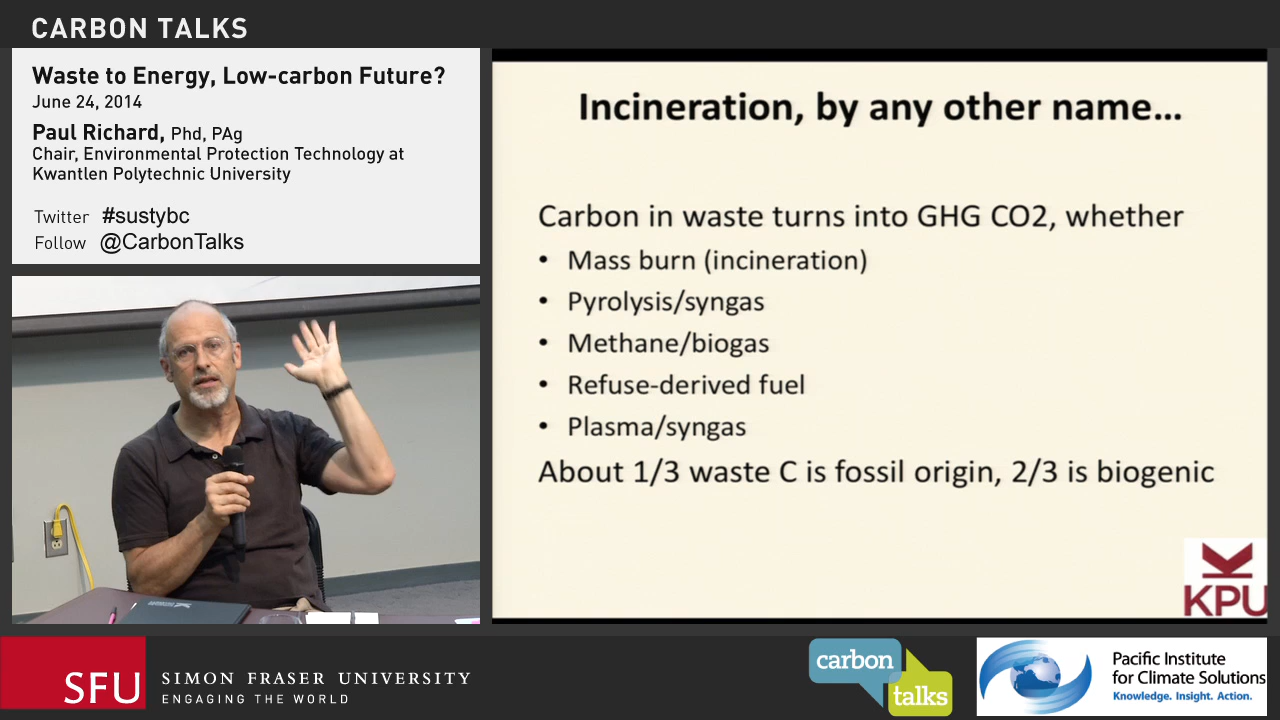 CARBON TALKS
Waste to Energy, Low-carbon Future?
June 24, 2014
Paul Richard, Phd, PAg
Chair, Environmental Protection Technology at
Kwantlen Polytechnic University
Twitter #sustybc
Follow @CarbonTalks
Incineration, by any other name…
Carbon in waste turns into GHG CO2, whether
• Mass burn (incineration)
• Pyrolysis/syngas
• Methane/biogas
• Refuse-derived fuel
• Plasma/syngas
About 1/3 waste C is fossil origin, 2/3 is biogenic
KPU
SFU
SIMON FRASER UNIVERSITY
ENGAGING THE WORLD
carbon
talks
Pacific Institute
for Climate Solutions
Knowledge. Insight. Action.